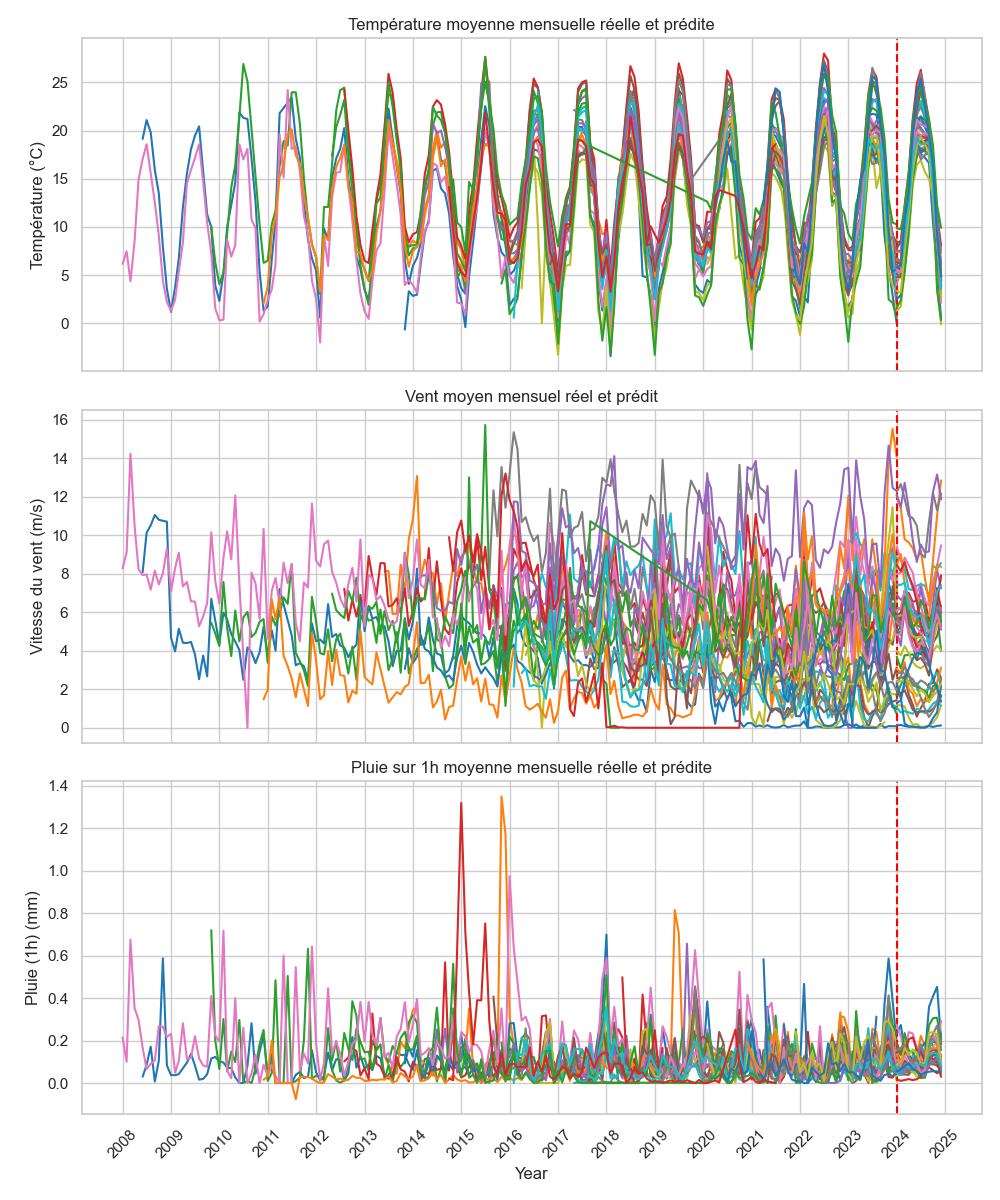 Température moyenne mensuelle réelle et prédite
Température (°C)
25
20
15
10
5
0
Vent moyen mensuel réel et prédit
Vitesse du vent (m/s)
16
14
12
10
8
6
4
2
0
Pluie sur 1h moyenne mensuelle réelle et prédite
Pluie (1h) (mm)
1.4
1.2
1.0
0.8
0.6
0.4
0.2
0.0
2008 2009 2010 2011 2012 2013 2014 2015 2016 2017 2018 2019 2020 2021 2022 2023 2024 2025
Year